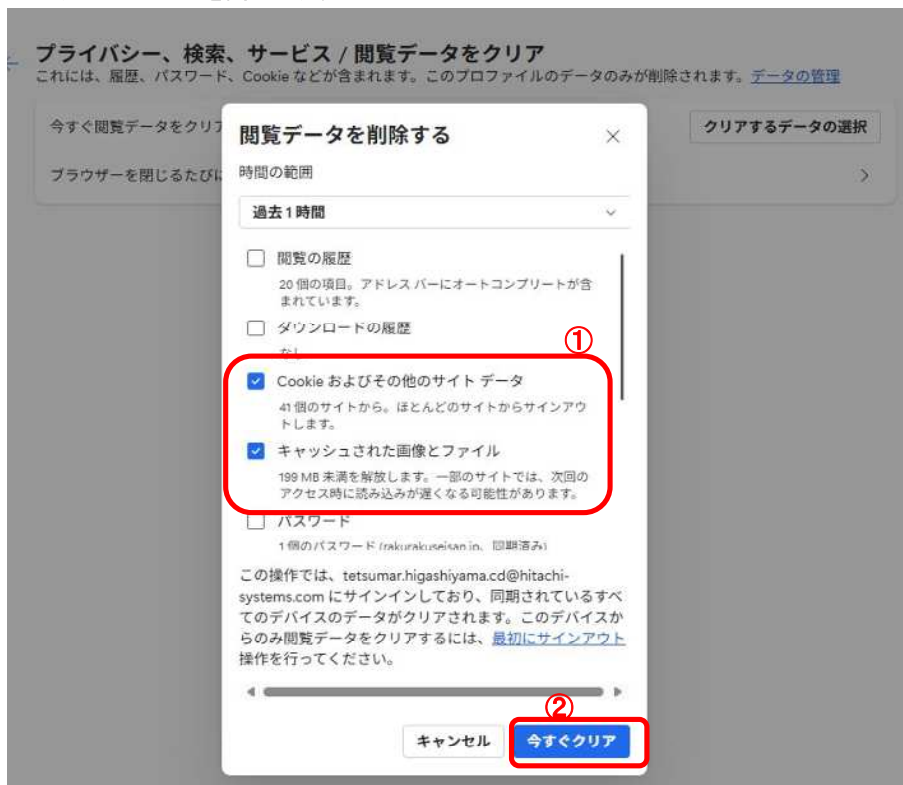 プライバシー、検索、サービス / 閲覧データをクリア
これには、履歴、パスワード、Cookie などが含まれます。このプロファイルのデータのみが削除されます。データの管理
今すぐ閲覧データをクリア
クリアするデータの選択
ブラウザーを閉じるたびに
閲覧データを削除する
時間の範囲
過去 1 時間
閲覧の履歴
20 個の項目。アドレス バーにオートコンプリートが含
まれています。
ダウンロードの履歴
なし
①
Cookie およびその他のサイト データ
41 個のサイトから。ほとんどのサイトからサインアウ
トします。
キャッシュされた画像とファイル
199 MB 未満を解放します。一部のサイトでは、次回の
アクセス時に読み込みが遅くなる可能性があります。
パスワード
1 個のパスワード (rakurakuseisan.jp、同期済み)
この操作では、tetsumar.higashiyama.cd@hitachi-
systems.com にサインインしており、同期されているすべ
てのデバイスのデータがクリアされます。このデバイスか
らのみ閲覧データをクリアするには、最初にサインアウト
操作を行ってください。
②
キャンセル
今すぐクリア